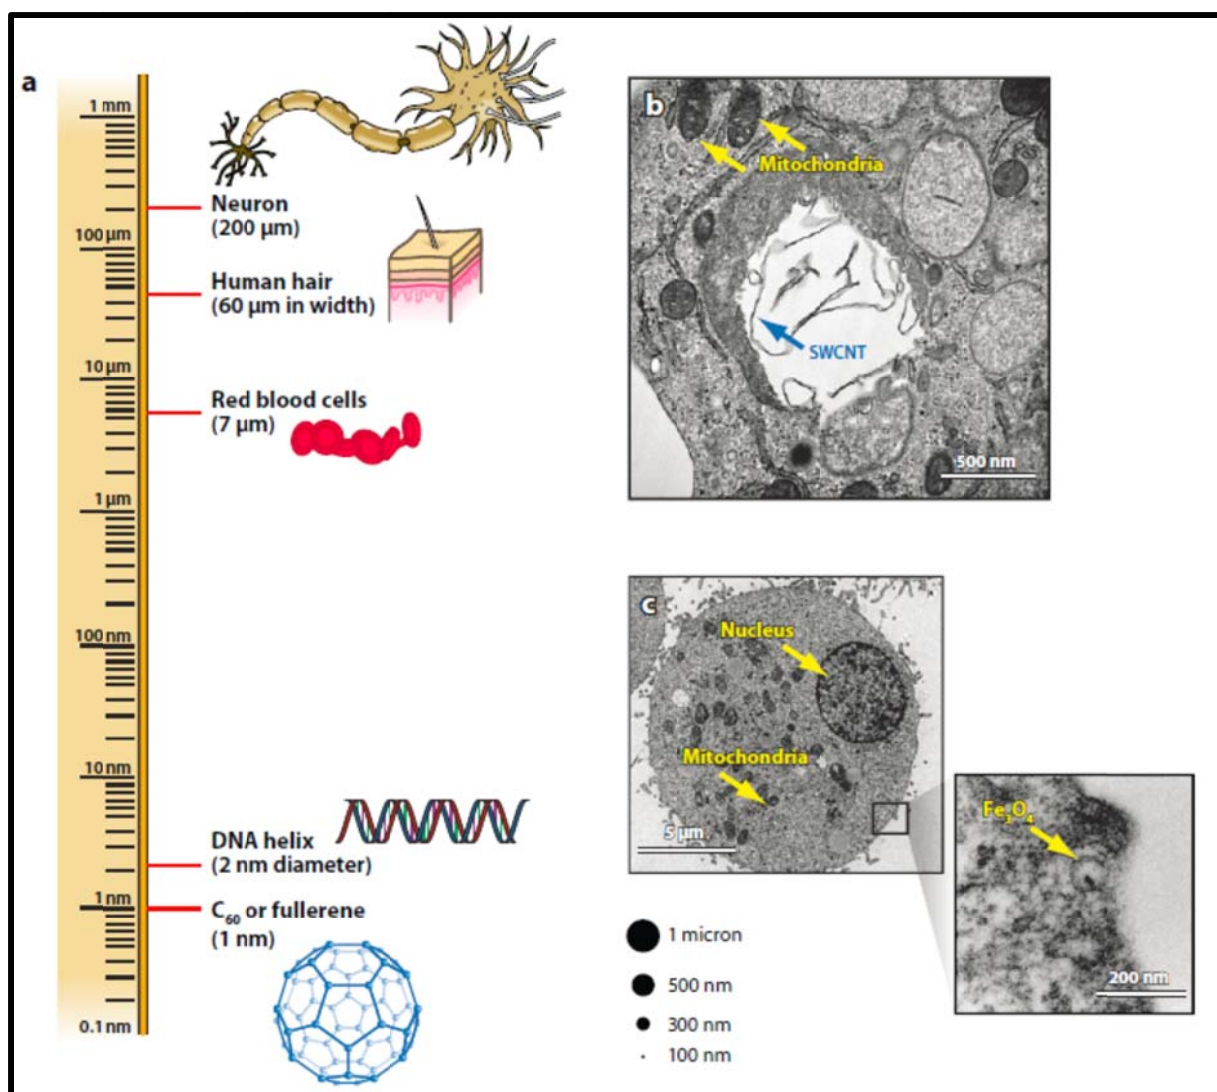 a
1 mm
Neuron
(200 µm)
100 µm
Human hair
(60 µm in width)
10 µm
Red blood cells
(7 µm)
1 µm
100 nm
10 nm
DNA helix
(2 nm diameter)
1 nm
C60 or fullerene
(1 nm)
0.1 nm
b
Mitochondria
SWCNT
500 nm
c
Nucleus
Mitochondria
5 µm
Fe3O4
200 nm
1 micron
500 nm
300 nm
100 nm